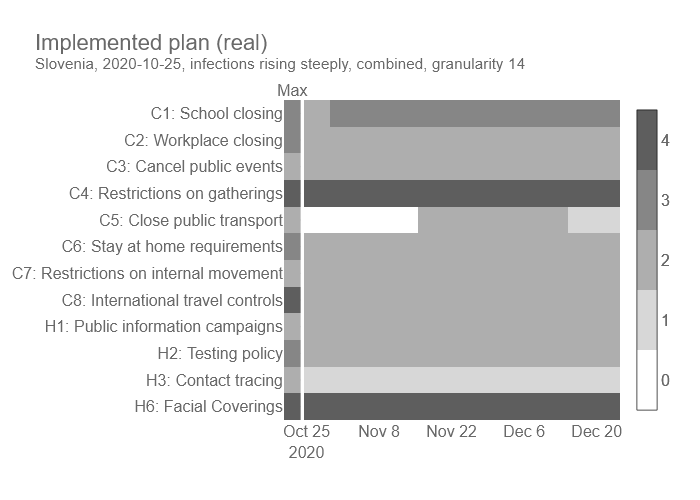 Implemented plan (real)
Slovenia, 2020-10-25, infections rising steeply, combined, granularity 14
Max
C1: School closing
C2: Workplace closing
C3: Cancel public events
C4: Restrictions on gatherings
C5: Close public transport
C6: Stay at home requirements
C7: Restrictions on internal movement
C8: International travel controls
H1: Public information campaigns
H2: Testing policy
H3: Contact tracing
H6: Facial Coverings
4
3
2
1
0
Oct 25 Nov 8 Nov 22 Dec 6 Dec 20
2020